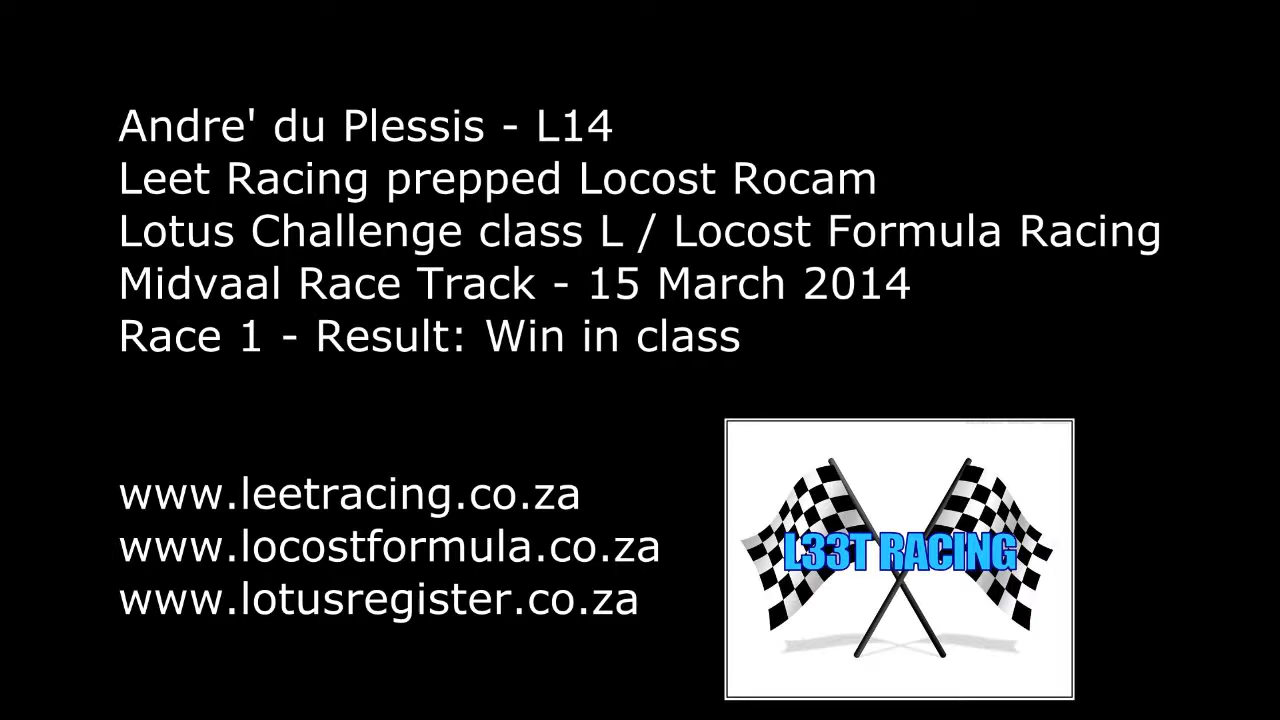 Andre' du Plessis - L14
Leet Racing prepped Locost Rocam
Lotus Challenge class L / Locost Formula Racing
Midvaal Race Track - 15 March 2014
Race 1 - Result: Win in class
www.leetracing.co.za
www.locostformula.co.za
www.lotusregister.co.za
L33T RACING